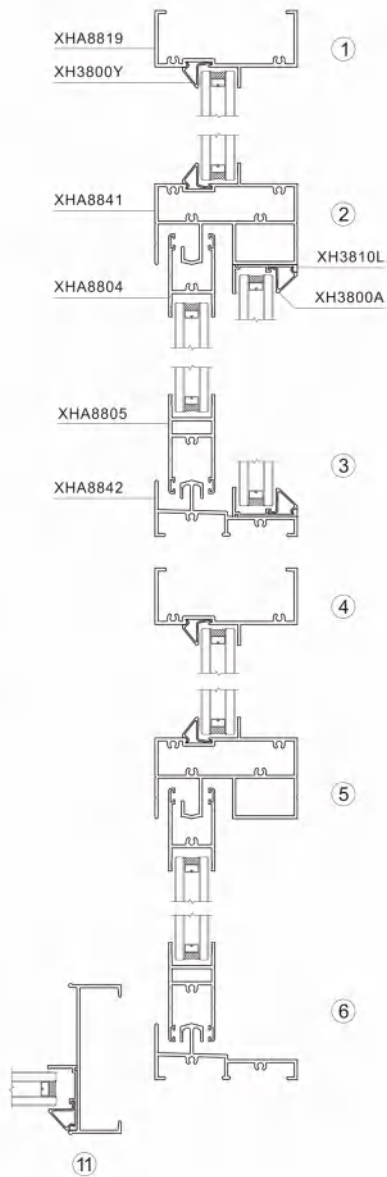 XHA8819
①
XH3800Y
XHA8841
②
XH3810L
XHA8804
XH3800A
XHA8805
③
XHA8842
④
⑤
⑥
⑪